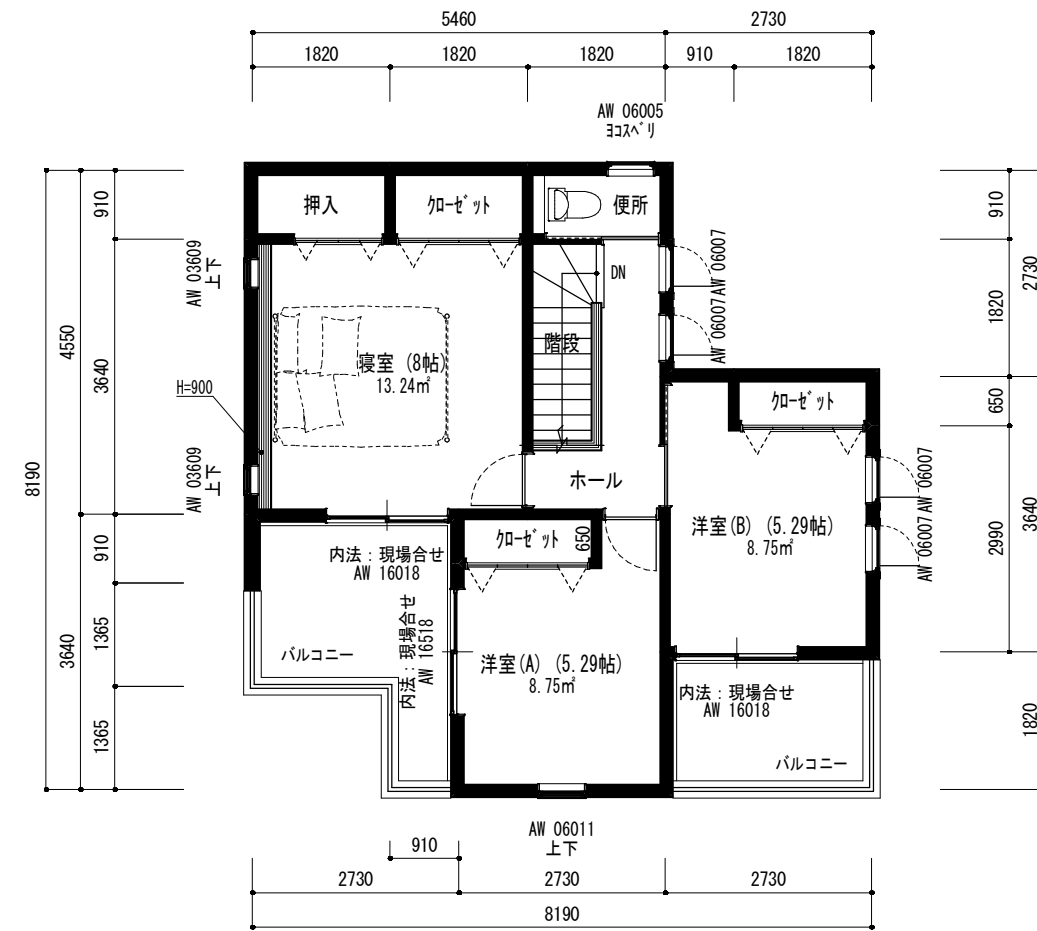 5460
2730
1820
1820
1820
910
1820
AW 06005
ﾖｺｽﾍﾞﾘ
押入
ｸﾛｰｾﾞｯﾄ
便所
910
3640
910
1365
1365
4550
3640
8190
AW 03609
上下
AW 03609
上下
H=900
DN
階段
寝室 (8帖)
13.24㎡
AW 06007
AW 06007
ｸﾛｰｾﾞｯﾄ
ホール
洋室(B) (5.29帖)
8.75㎡
AW 06007
AW 06007
910
1820
650
2990
2730
3640
1820
内法：現場合せ
AW 16018
ｸﾛｰｾﾞｯﾄ
650
バルコニー
内法：現場合せ
AW 16518
洋室(A) (5.29帖)
8.75㎡
内法：現場合せ
AW 16018
バルコニー
AW 06011
上下
910
2730
2730
2730
8190